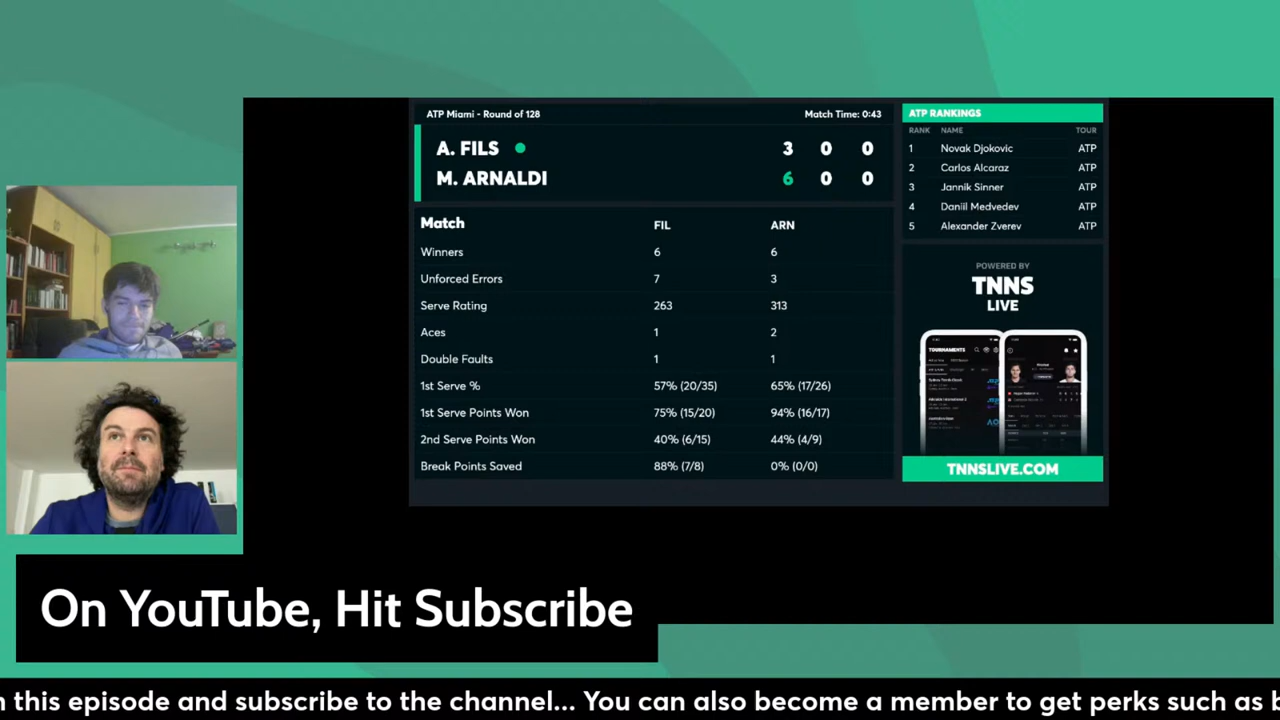 ATP Miami - Round of 128
Match Time: 0:43
A. FILS 3 0 0
M. ARNALDI 6 0 0
Match FIL ARN
Winners 6 6
Unforced Errors 7 3
Serve Rating 263 313
Aces 1 2
Double Faults 1 1
1st Serve % 57% (20/35) 65% (17/26)
1st Serve Points Won 75% (15/20) 94% (16/17)
2nd Serve Points Won 40% (6/15) 44% (4/9)
Break Points Saved 88% (7/8) 0% (0/0)
ATP RANKINGS
RANK NAME TOUR
1 Novak Djokovic ATP
2 Carlos Alcaraz ATP
3 Jannik Sinner ATP
4 Daniil Medvedev ATP
5 Alexander Zverev ATP
POWERED BY
TNNS
LIVE
TOURNAMENTS
TNNSLIVE.COM
On YouTube, Hit Subscribe
this episode and subscribe to the channel... You can also become a member to get perks such as